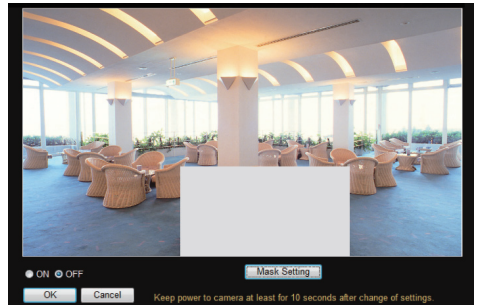 ON OFF
Mask Setting
OK Cancel
Keep power to camera at least for 10 seconds after change of settings.